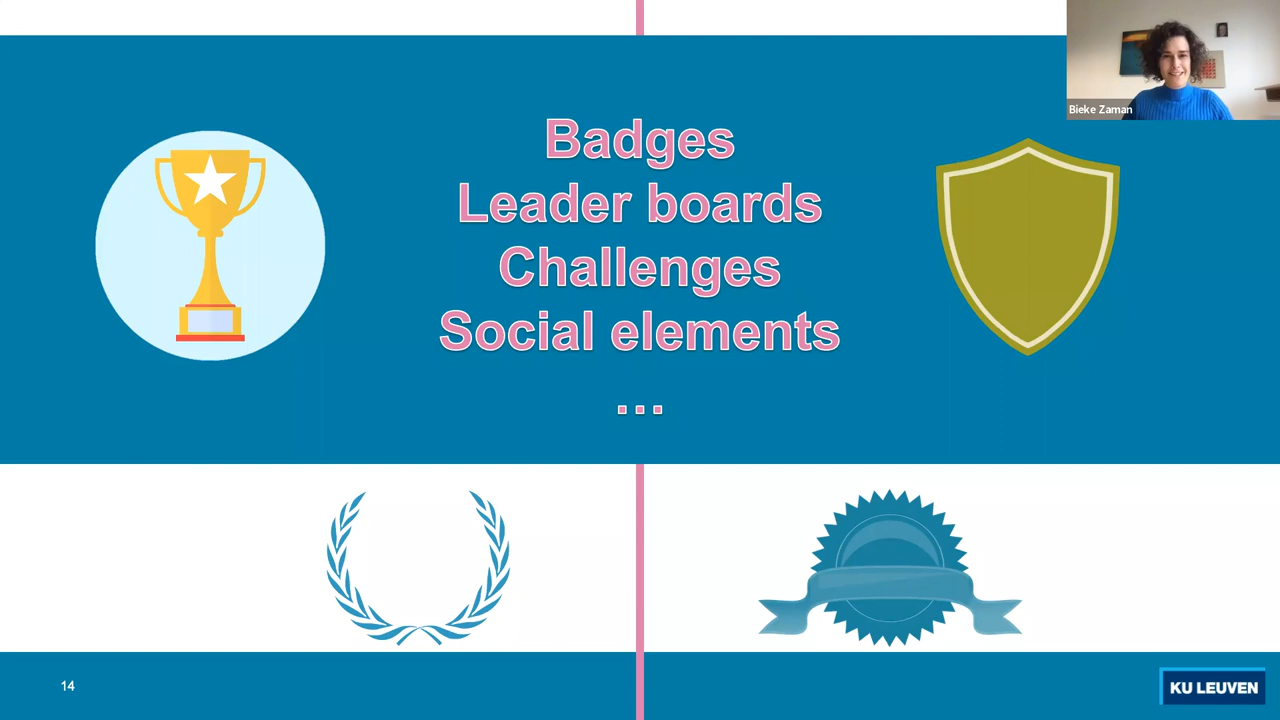 Bieke Zaman
Badges
Leader boards
Challenges
Social elements
...
14
KU LEUVEN